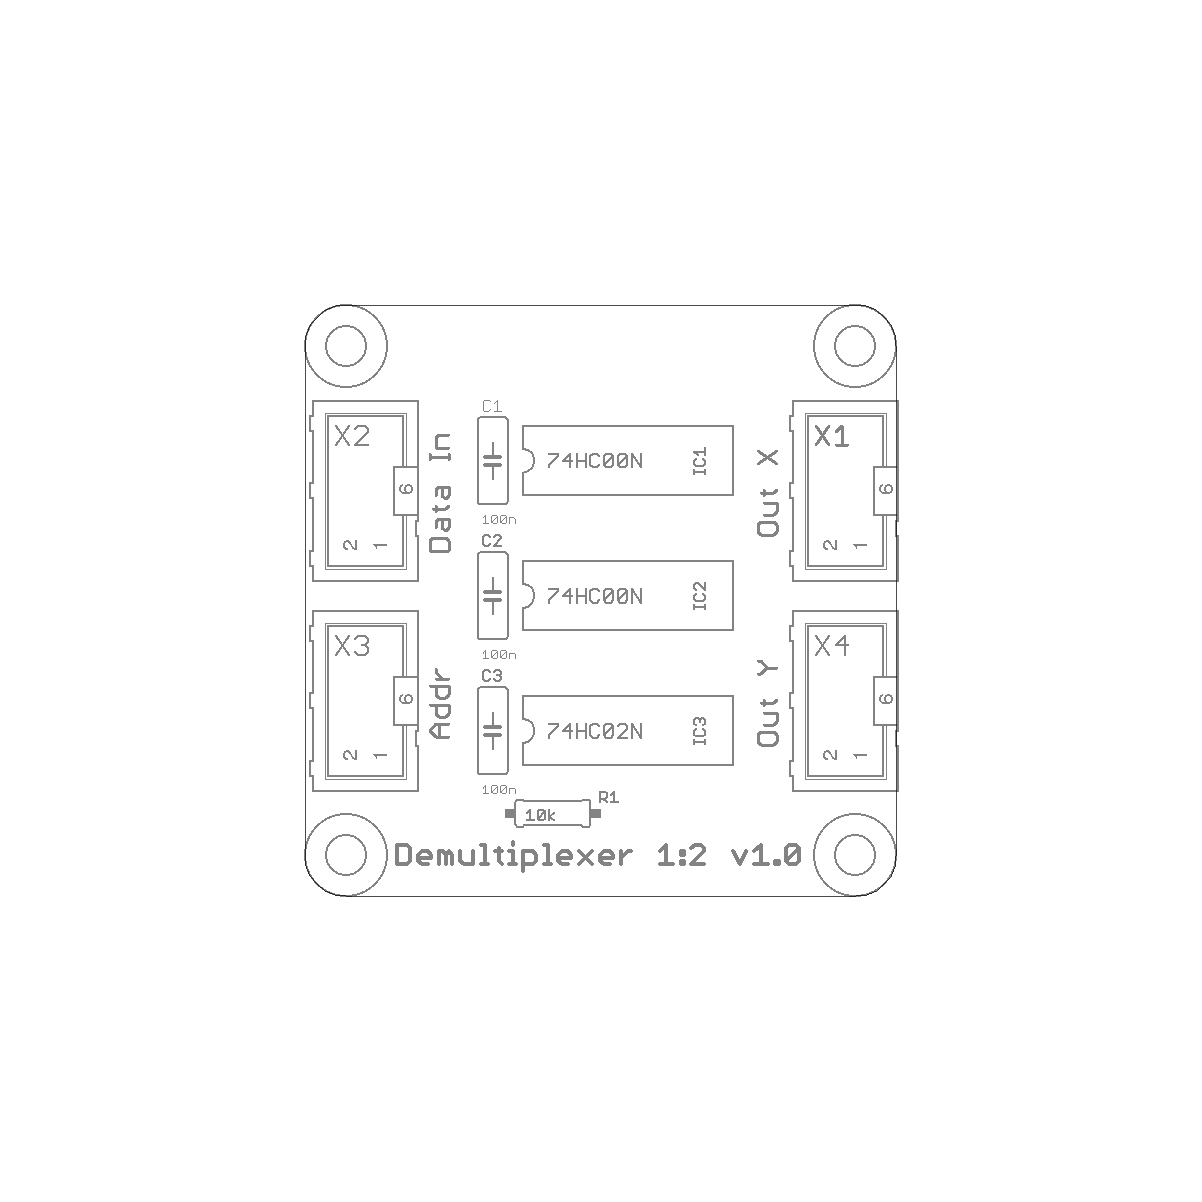 C1
X2
Data In
74HC00N
IC1
Out X
X1
6
6
100n
2 1
2 1
C2
74HC00N
IC2
100n
X3
Addr
C3
74HC02N
IC3
Out Y
X4
6
6
2 1
2 1
100n
R1
10k
Demultiplexer 1:2 v1.0